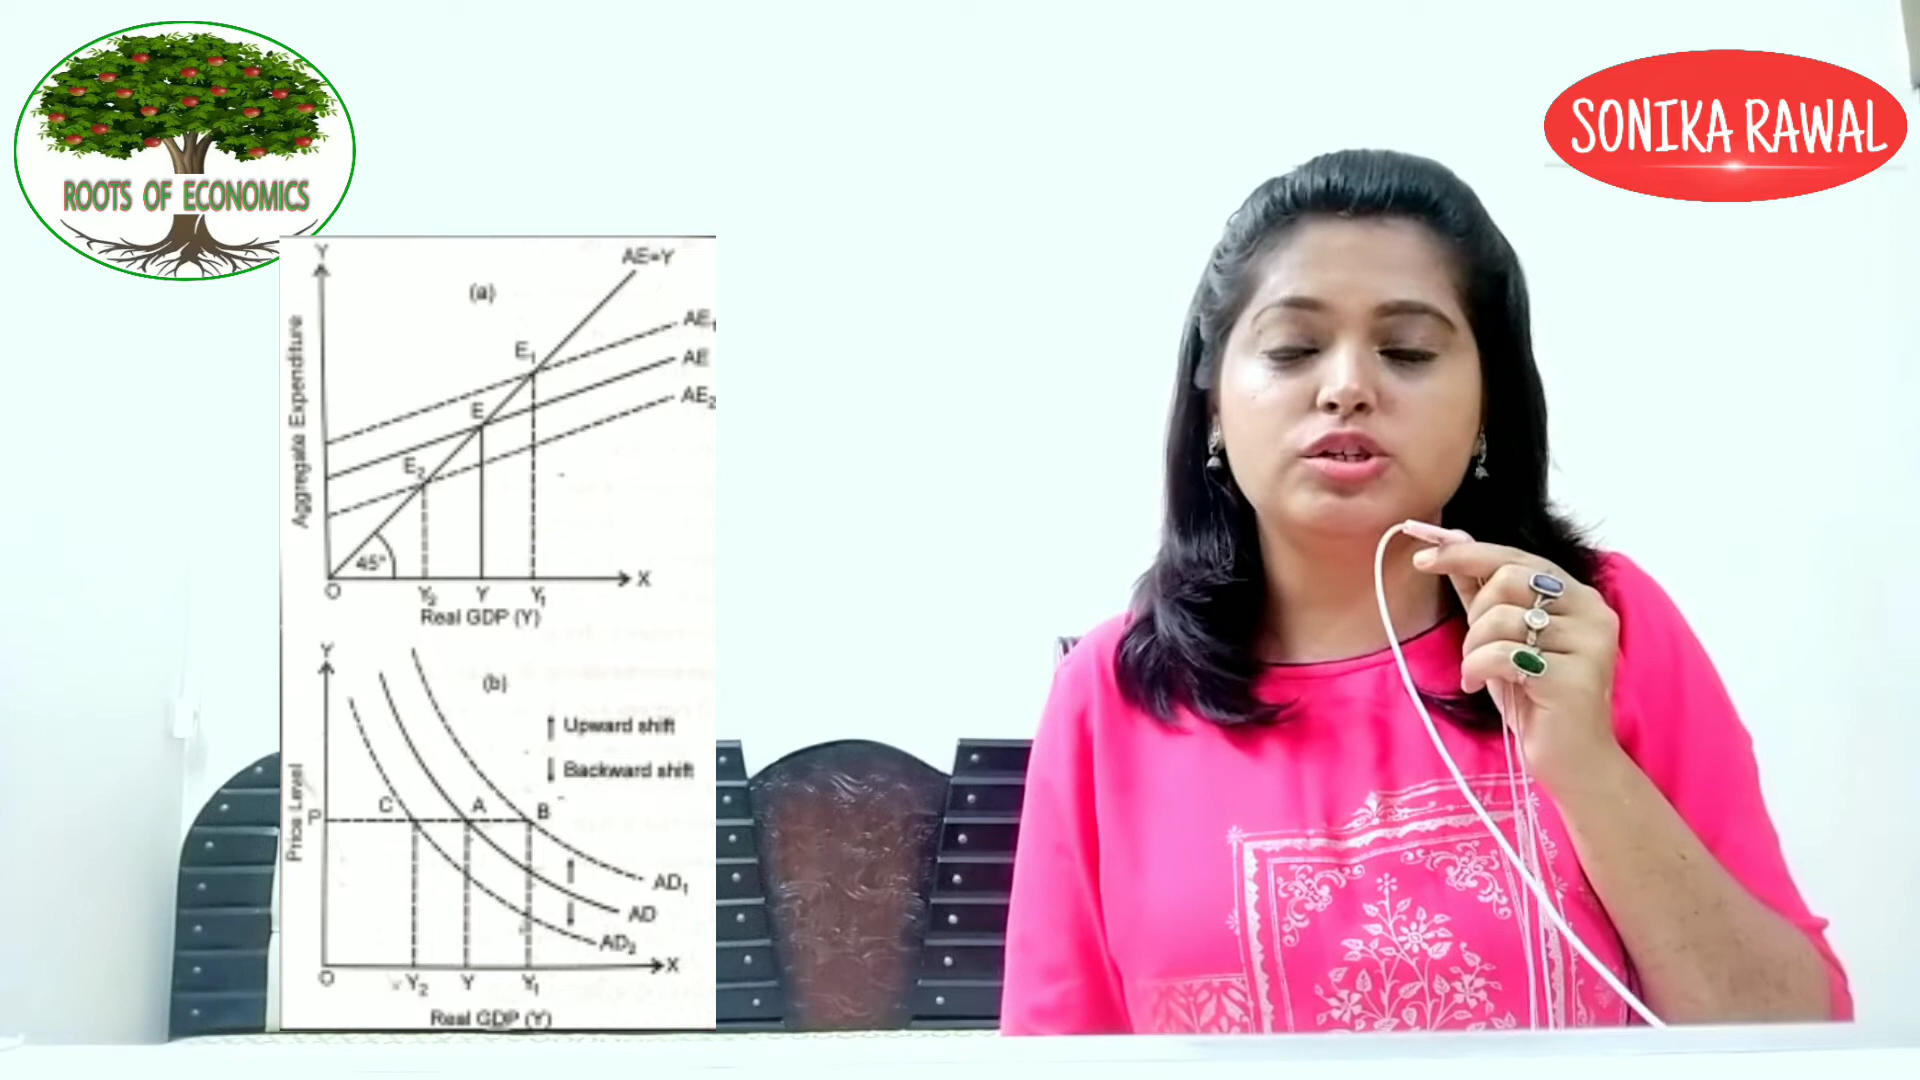 ROOTS OF ECONOMICS
SONIKA RAWAL
Y
AE=Y
(a)
AE₁
E₁
AE
E
AE₂
E₂
Aggregate Expenditure
45°
O
Y₂
Y
Y₁
X
Real GDP (Y)
Y
(b)
↑ Upward shift
↓ Backward shift
Price Level
P
C
A
B
AD₁
AD
AD₂
O
Y₂
Y
Y₁
X
Real GDP (Y)